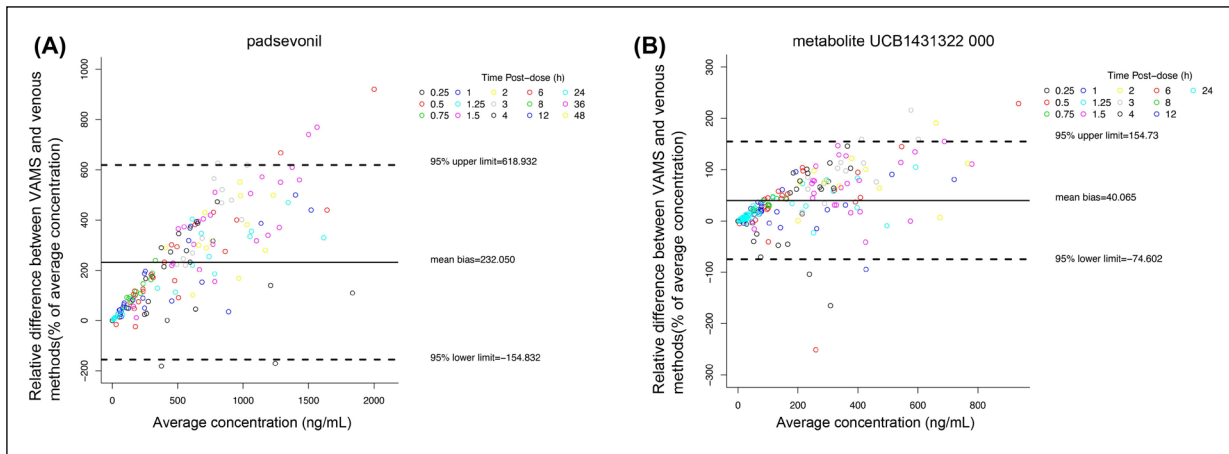 (A)
padsevonil
Relative difference between VAMS and venous
methods(% of average concentration)
1000
800
600
400
200
0
−200
0 500 1000 1500 2000
Average concentration (ng/mL)
Time Post-dose (h)
0.25 1 2 6 24
0.5 1.25 3 8 36
0.75 1.5 4 12 48
95% upper limit=618.932
mean bias=232.050
95% lower limit=−154.832
(B)
metabolite UCB1431322 000
Relative difference between VAMS and venous
methods(% of average concentration)
300
200
100
0
−100
−200
−300
0 200 400 600 800
Average concentration (ng/mL)
Time Post-dose (h)
0.25 1 2 6 24
0.5 1.25 3 8
0.75 1.5 4 12
95% upper limit=154.73
mean bias=40.065
95% lower limit=−74.602